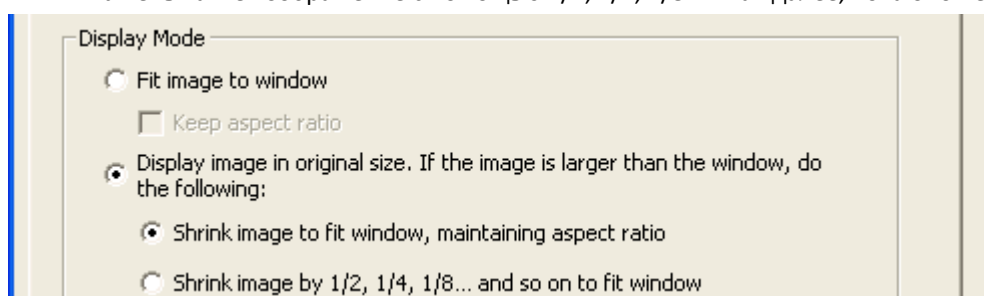 Display Mode
Fit image to window
Keep aspect ratio
Display image in original size. If the image is larger than the window, do
the following:
Shrink image to fit window, maintaining aspect ratio
Shrink image by 1/2, 1/4, 1/8... and so on to fit window